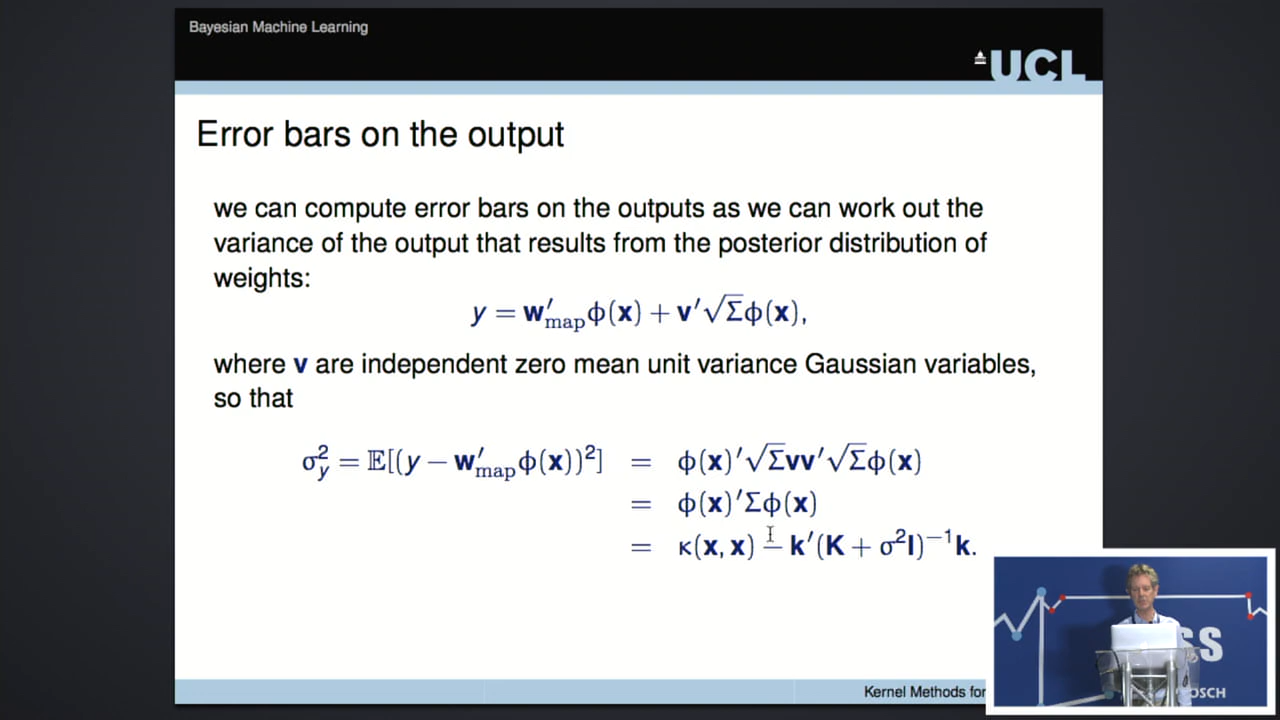 Bayesian Machine Learning
UCL
Error bars on the output
we can compute error bars on the outputs as we can work out the
variance of the output that results from the posterior distribution of
weights:
y = w′_map ϕ(x) + v′√Σϕ(x),
where v are independent zero mean unit variance Gaussian variables,
so that
σ²_y = 𝔼[(y − w′_map ϕ(x))²] = ϕ(x)′√Σvv′√Σϕ(x)
= ϕ(x)′Σϕ(x)
= κ(x, x) − k′(K + σ²I)⁻¹k.
Kernel Methods for
SS
OSCH